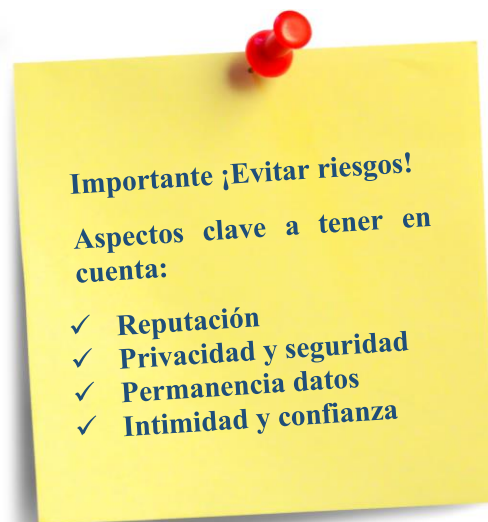 Importante ¡Evitar riesgos!
Aspectos clave a tener en
cuenta:
✓ Reputación
✓ Privacidad y seguridad
✓ Permanencia datos
✓ Intimidad y confianza